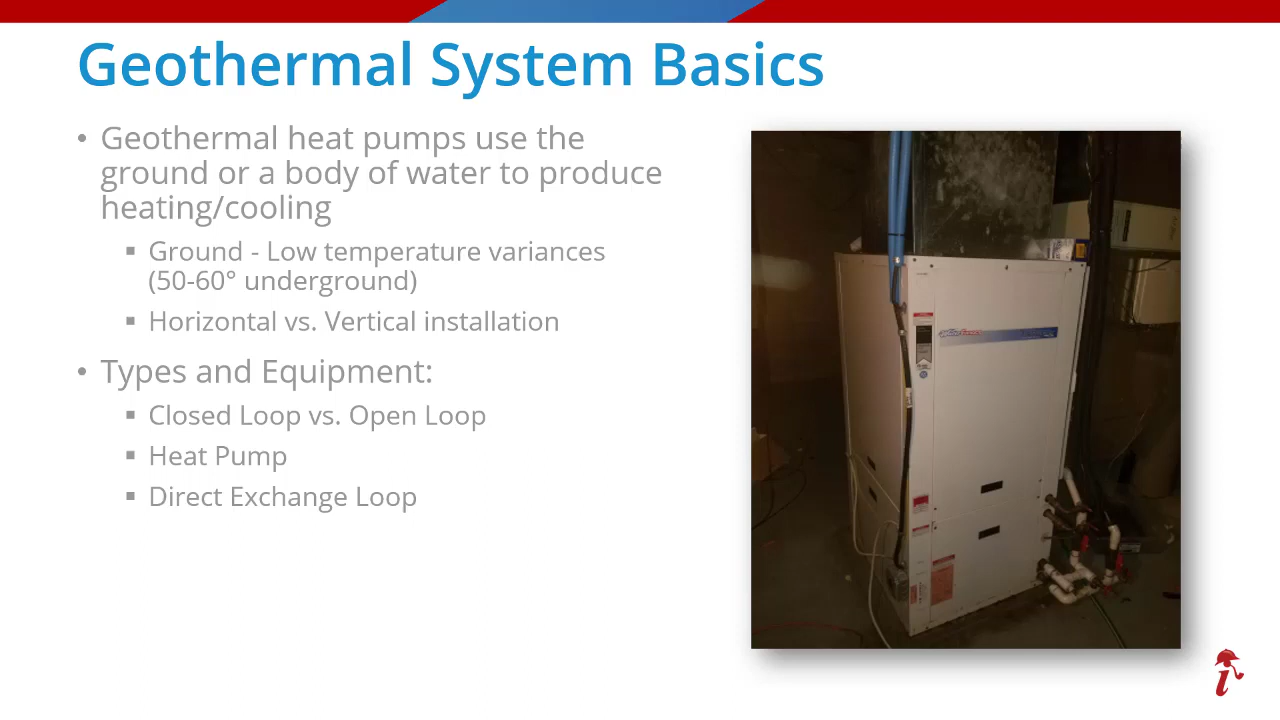 Geothermal System Basics
• Geothermal heat pumps use the
ground or a body of water to produce
heating/cooling
▪ Ground - Low temperature variances
(50-60° underground)
▪ Horizontal vs. Vertical installation
• Types and Equipment:
▪ Closed Loop vs. Open Loop
▪ Heat Pump
▪ Direct Exchange Loop